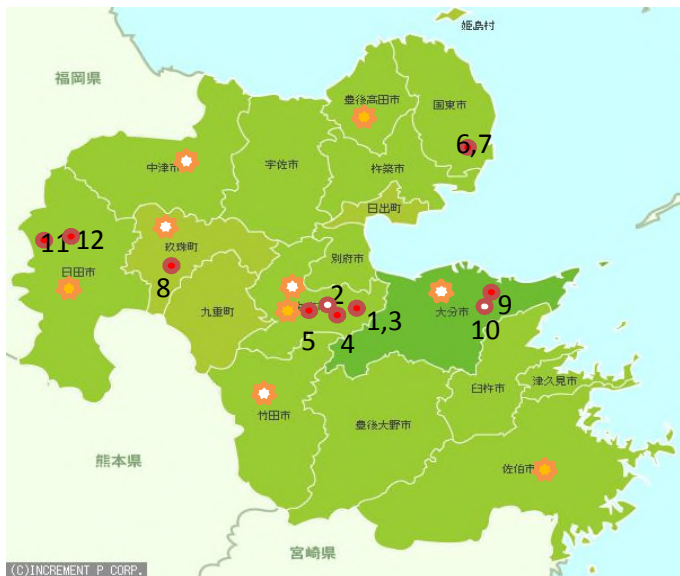 姫島村
福岡県
豊後高田市
国東市
6,7
中津市
宇佐市
杵築市
日出町
11
12
玖珠町
別府市
日田市
8
九重町
2
大分市
9
5
4
1,3
10
臼杵市
津久見市
竹田市
豊後大野市
熊本県
佐伯市
宮崎県
(C)INCREMENT P CORP.